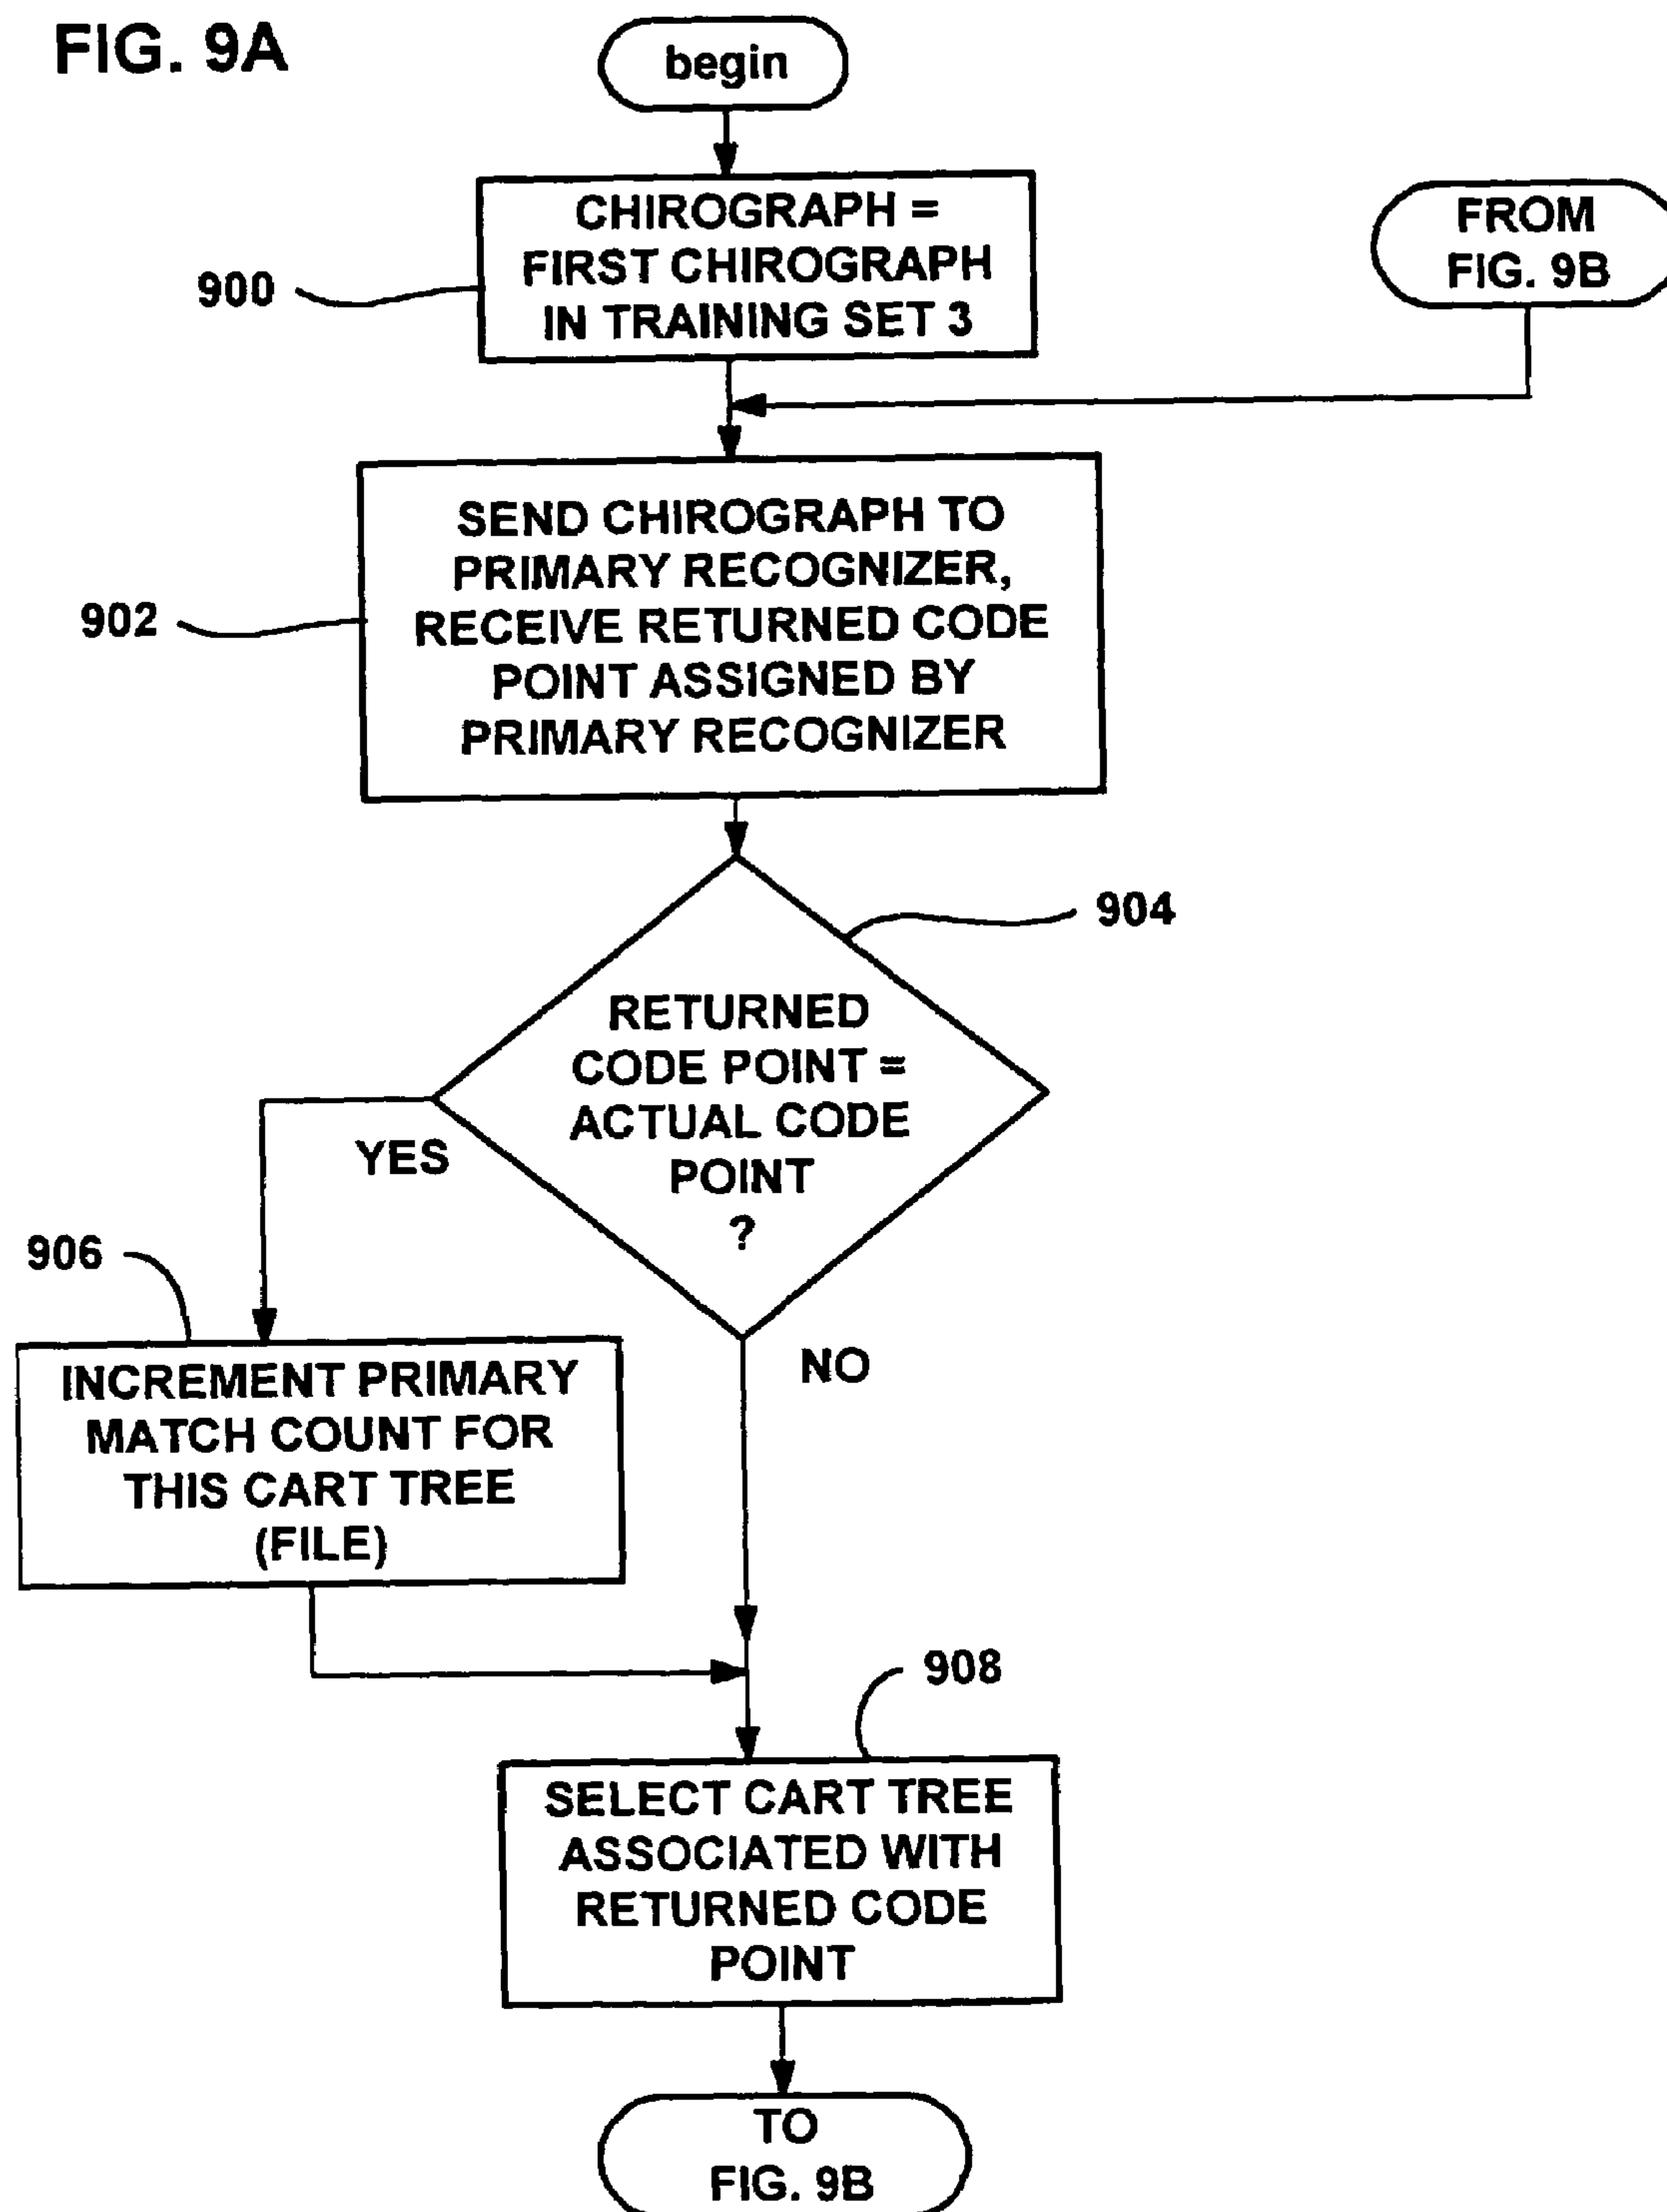 FIG. 9A
begin
CHIROGRAPH =
FIRST CHIROGRAPH
IN TRAINING SET 3
900
FROM
FIG. 9B
SEND CHIROGRAPH TO
PRIMARY RECOGNIZER,
RECEIVE RETURNED CODE
POINT ASSIGNED BY
PRIMARY RECOGNIZER
902
904
RETURNED
CODE POINT =
ACTUAL CODE
POINT
?
YES
NO
906
INCREMENT PRIMARY
MATCH COUNT FOR
THIS CART TREE
(FILE)
908
SELECT CART TREE
ASSOCIATED WITH
RETURNED CODE
POINT
TO
FIG. 9B